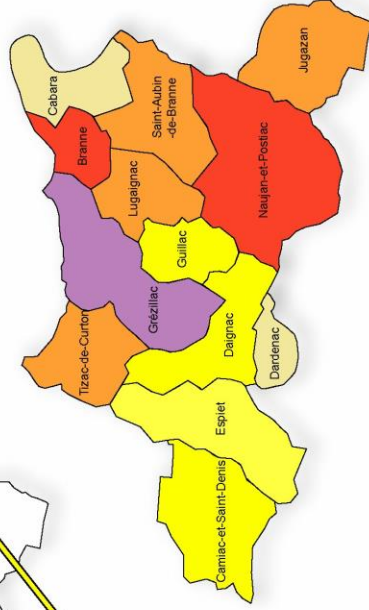 Cabara
Branne
Saint-Aubin
-de-Branne
Jugazan
Lugaignac
Naujan-et-Postiac
Grézillac
Guillac
Tizac-de-Curton
Daignac
Dardenac
Espiet
Camiac-et-Saint-Denis